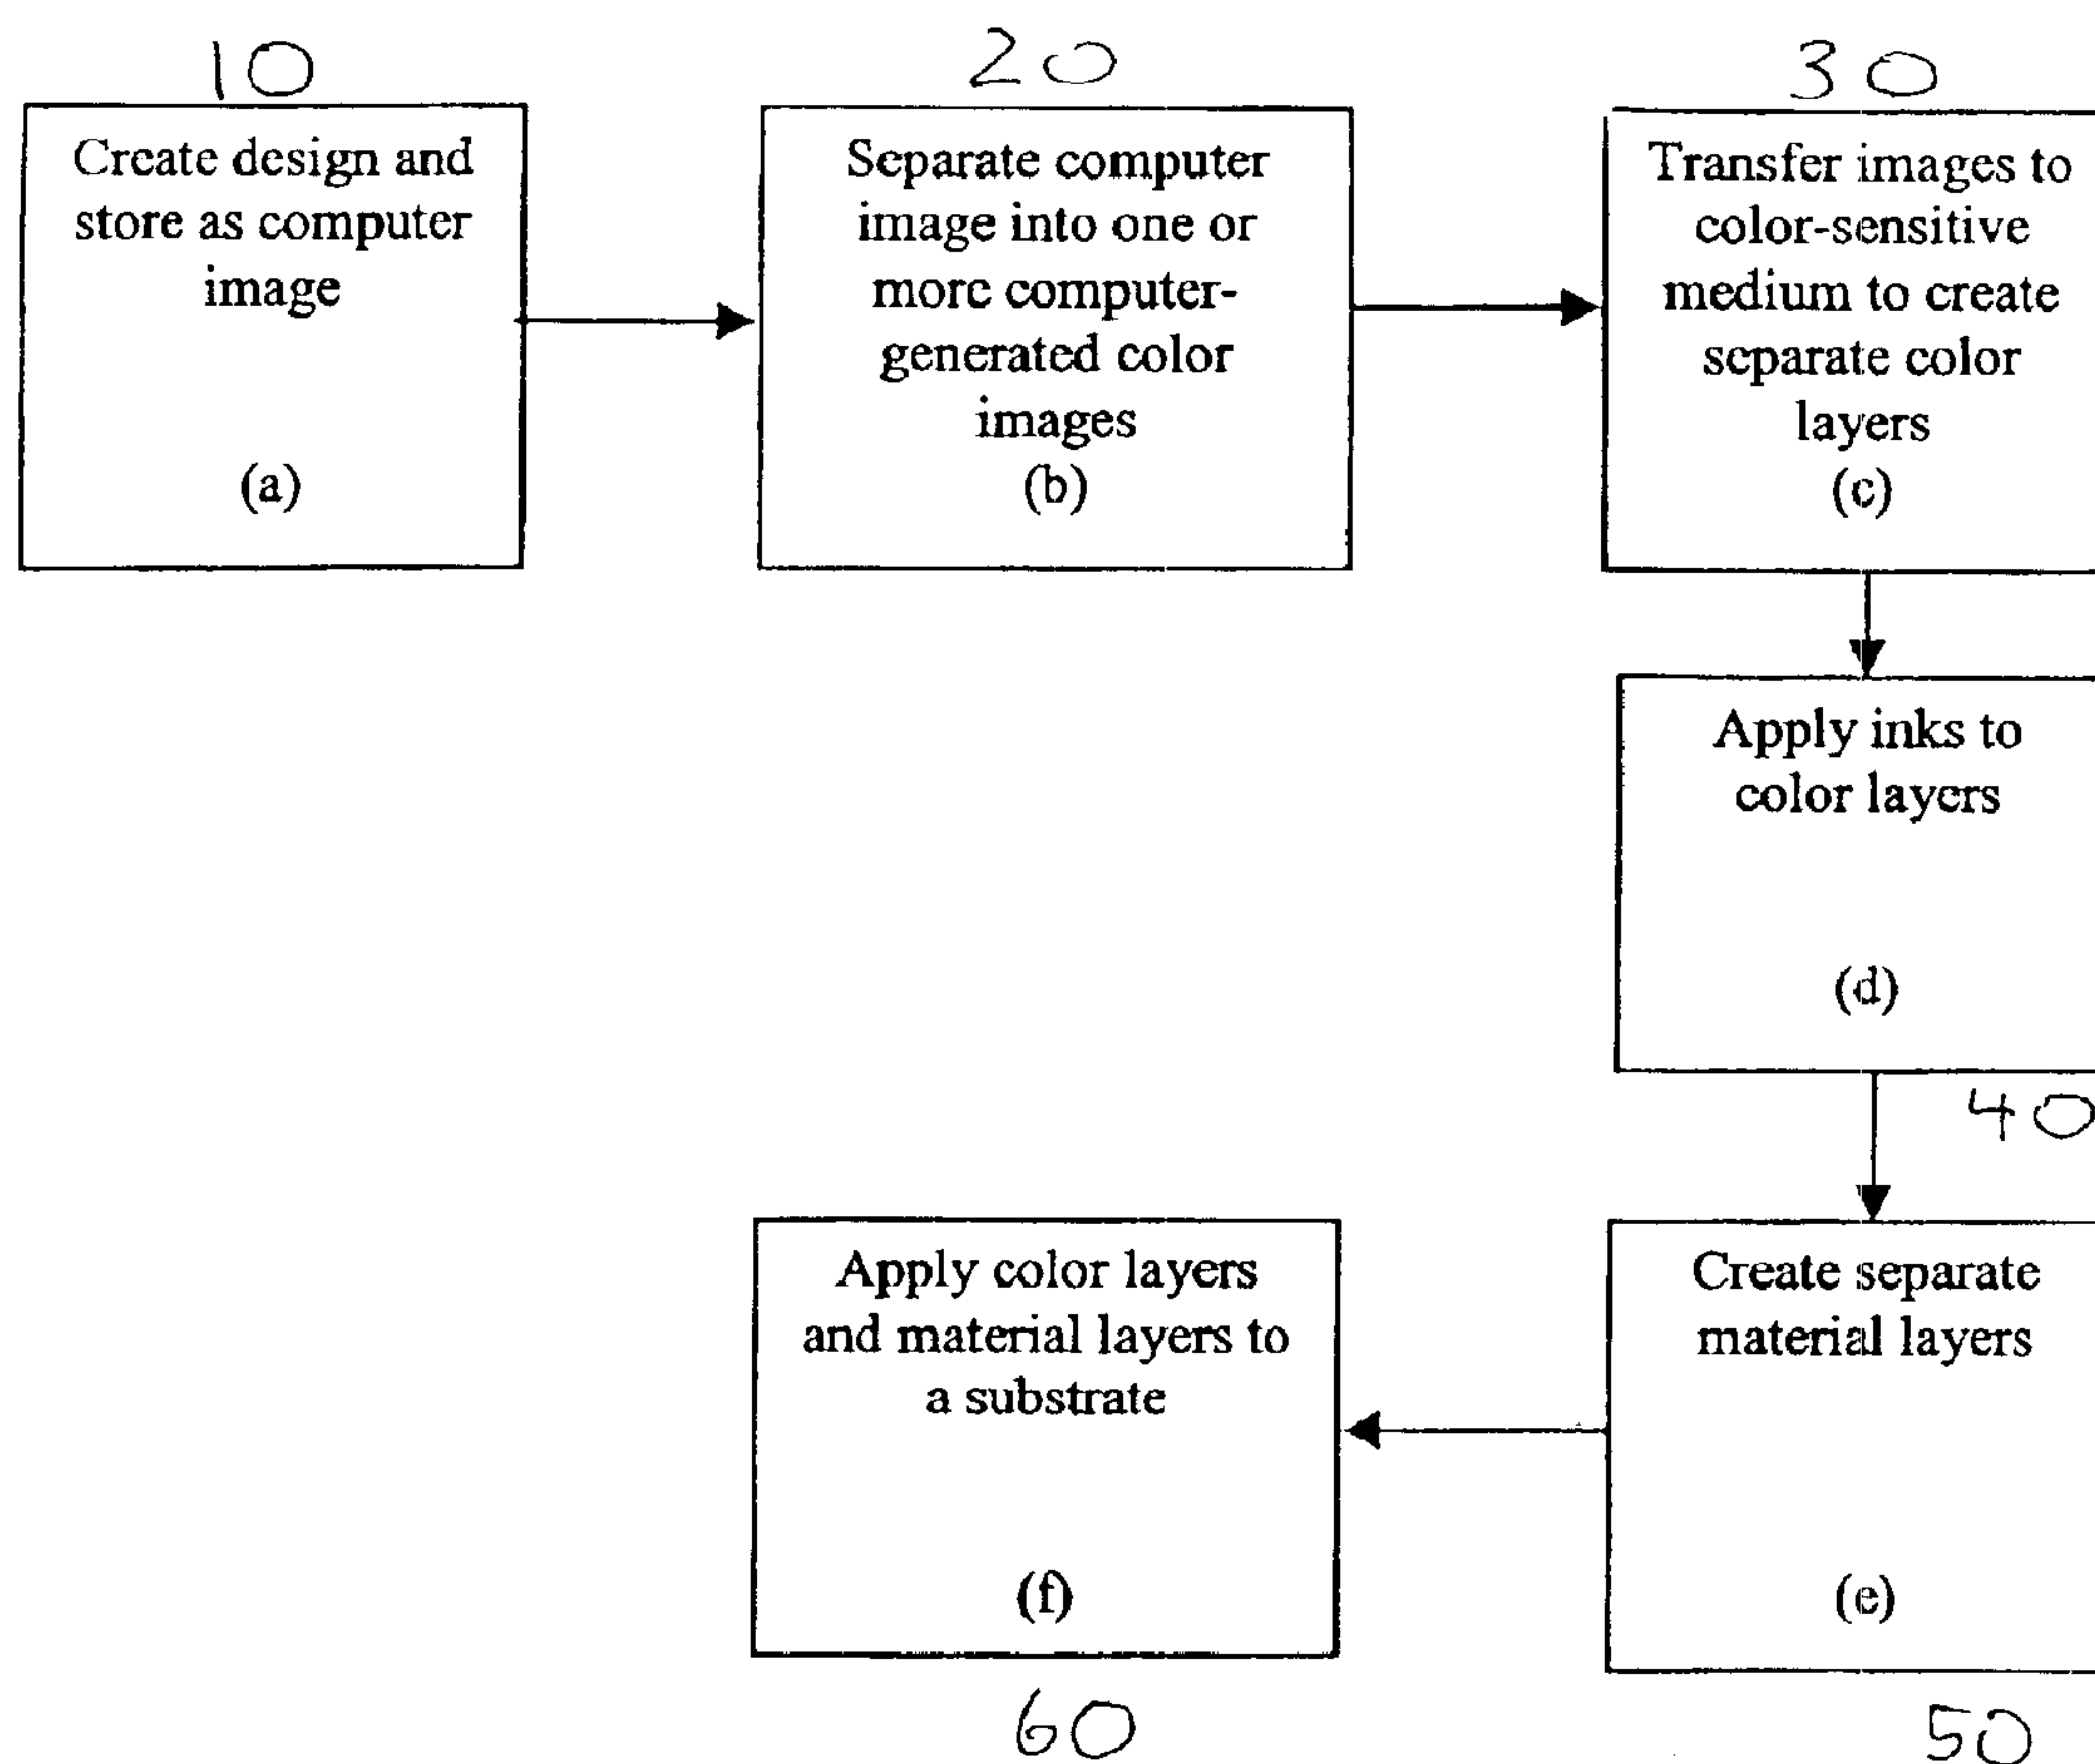 10
Create design and
store as computer
image
(a)
20
Separate computer
image into one or
more computer-
generated color
images
(b)
30
Transfer images to
color-sensitive
medium to create
separate color
layers
(c)
Apply inks to
color layers
(d)
40
Create separate
material layers
(e)
50
Apply color layers
and material layers to
a substrate
(f)
60